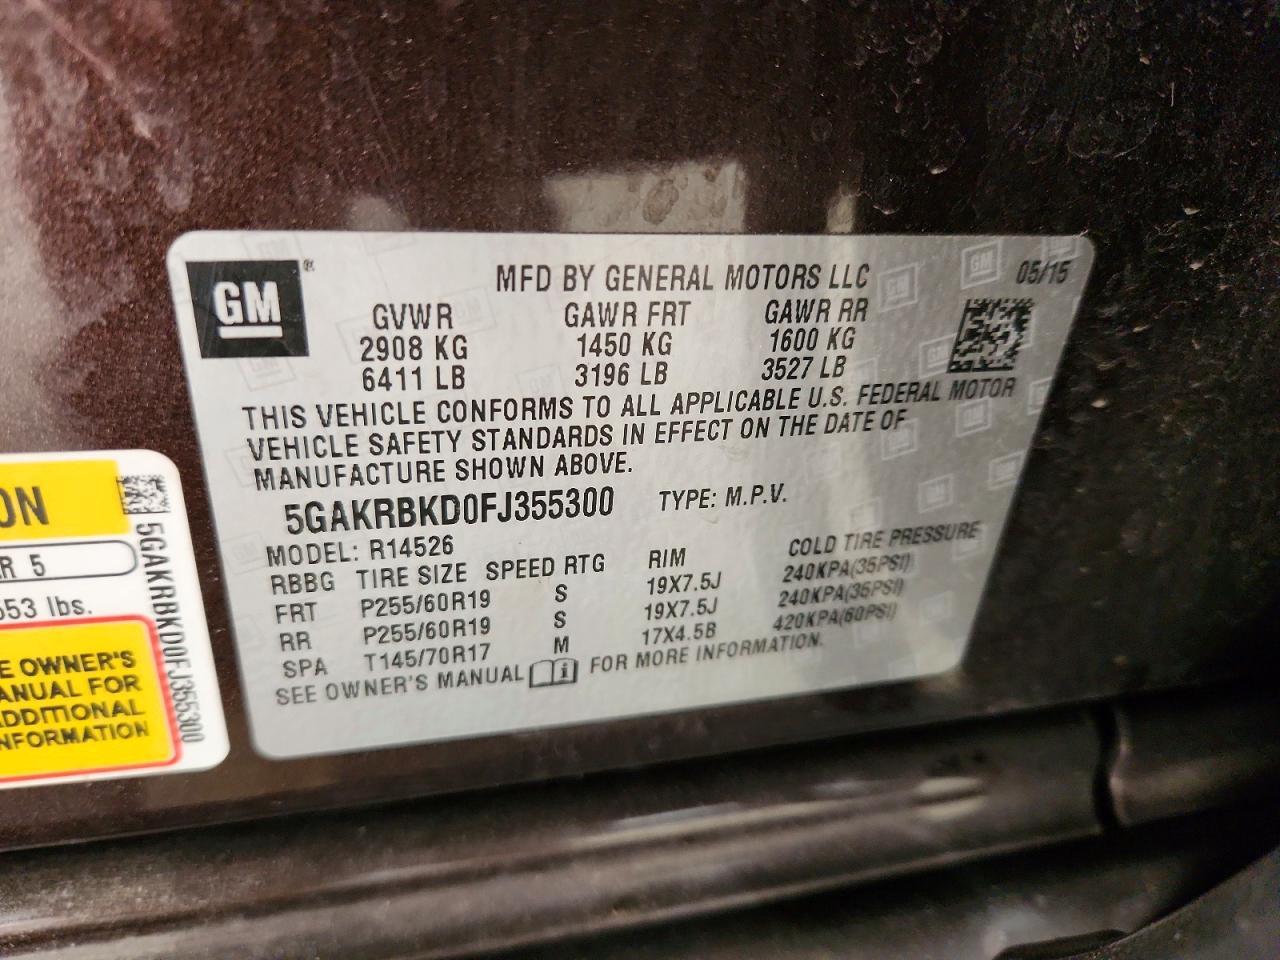 GM®
MFD BY GENERAL MOTORS LLC 05/15
GVWR GAWR FRT GAWR RR
2908 KG 1450 KG 1600 KG
6411 LB 3196 LB 3527 LB
THIS VEHICLE CONFORMS TO ALL APPLICABLE U.S. FEDERAL MOTOR
VEHICLE SAFETY STANDARDS IN EFFECT ON THE DATE OF
MANUFACTURE SHOWN ABOVE.
5GAKRBKD0FJ355300 TYPE: M.P.V.
MODEL: R14526
RBBG TIRE SIZE SPEED RTG RIM COLD TIRE PRESSURE
FRT P255/60R19 S 19X7.5J 240KPA(35PSI)
RR P255/60R19 S 19X7.5J 240KPA(35PSI)
SPA T145/70R17 M 17X4.5B 420KPA(60PSI)
SEE OWNER'S MANUAL i FOR MORE INFORMATION.
ON
R 5
553 lbs.
E OWNER'S
ANUAL FOR
DDITIONAL
NFORMATION
5GAKRBKD0FJ355300